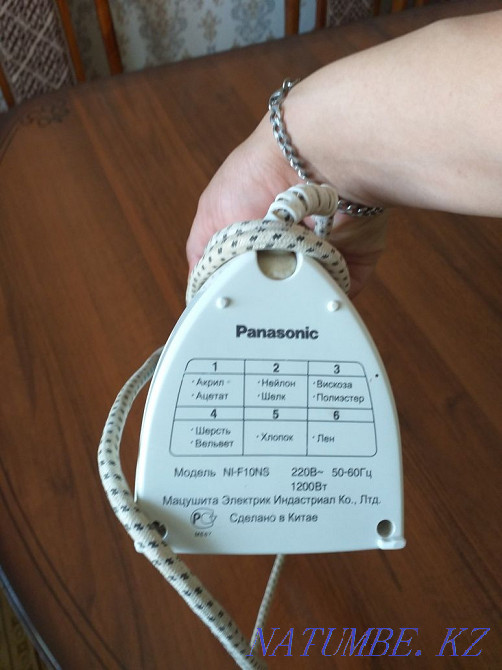 Panasonic
1 2 3
· Акрил · · Нейлон · Вискоза
· Ацетат · Шелк · Полиэстер
4 5 6
· Шерсть · Хлопок · Лен
· Вельвет
Модель NI-F10NS 220В~ 50-60Гц
1200Вт
Мацушита Электрик Индастриал Ко., Лтд.
Сделано в Китае
NATUMBE.KZ